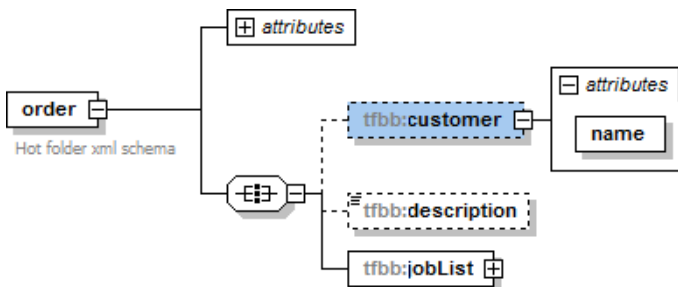 attributes
order
Hot folder xml schema
tfbb:customer
attributes
name
tfbb:description
tfbb:jobList